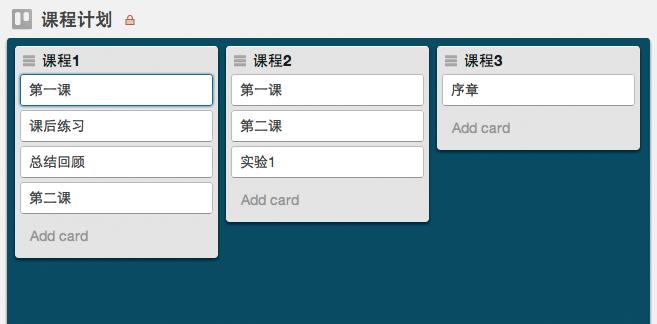 课程计划
课程1
第一课
课后练习
总结回顾
第二课
Add card
课程2
第一课
第二课
实验1
Add card
课程3
序章
Add card